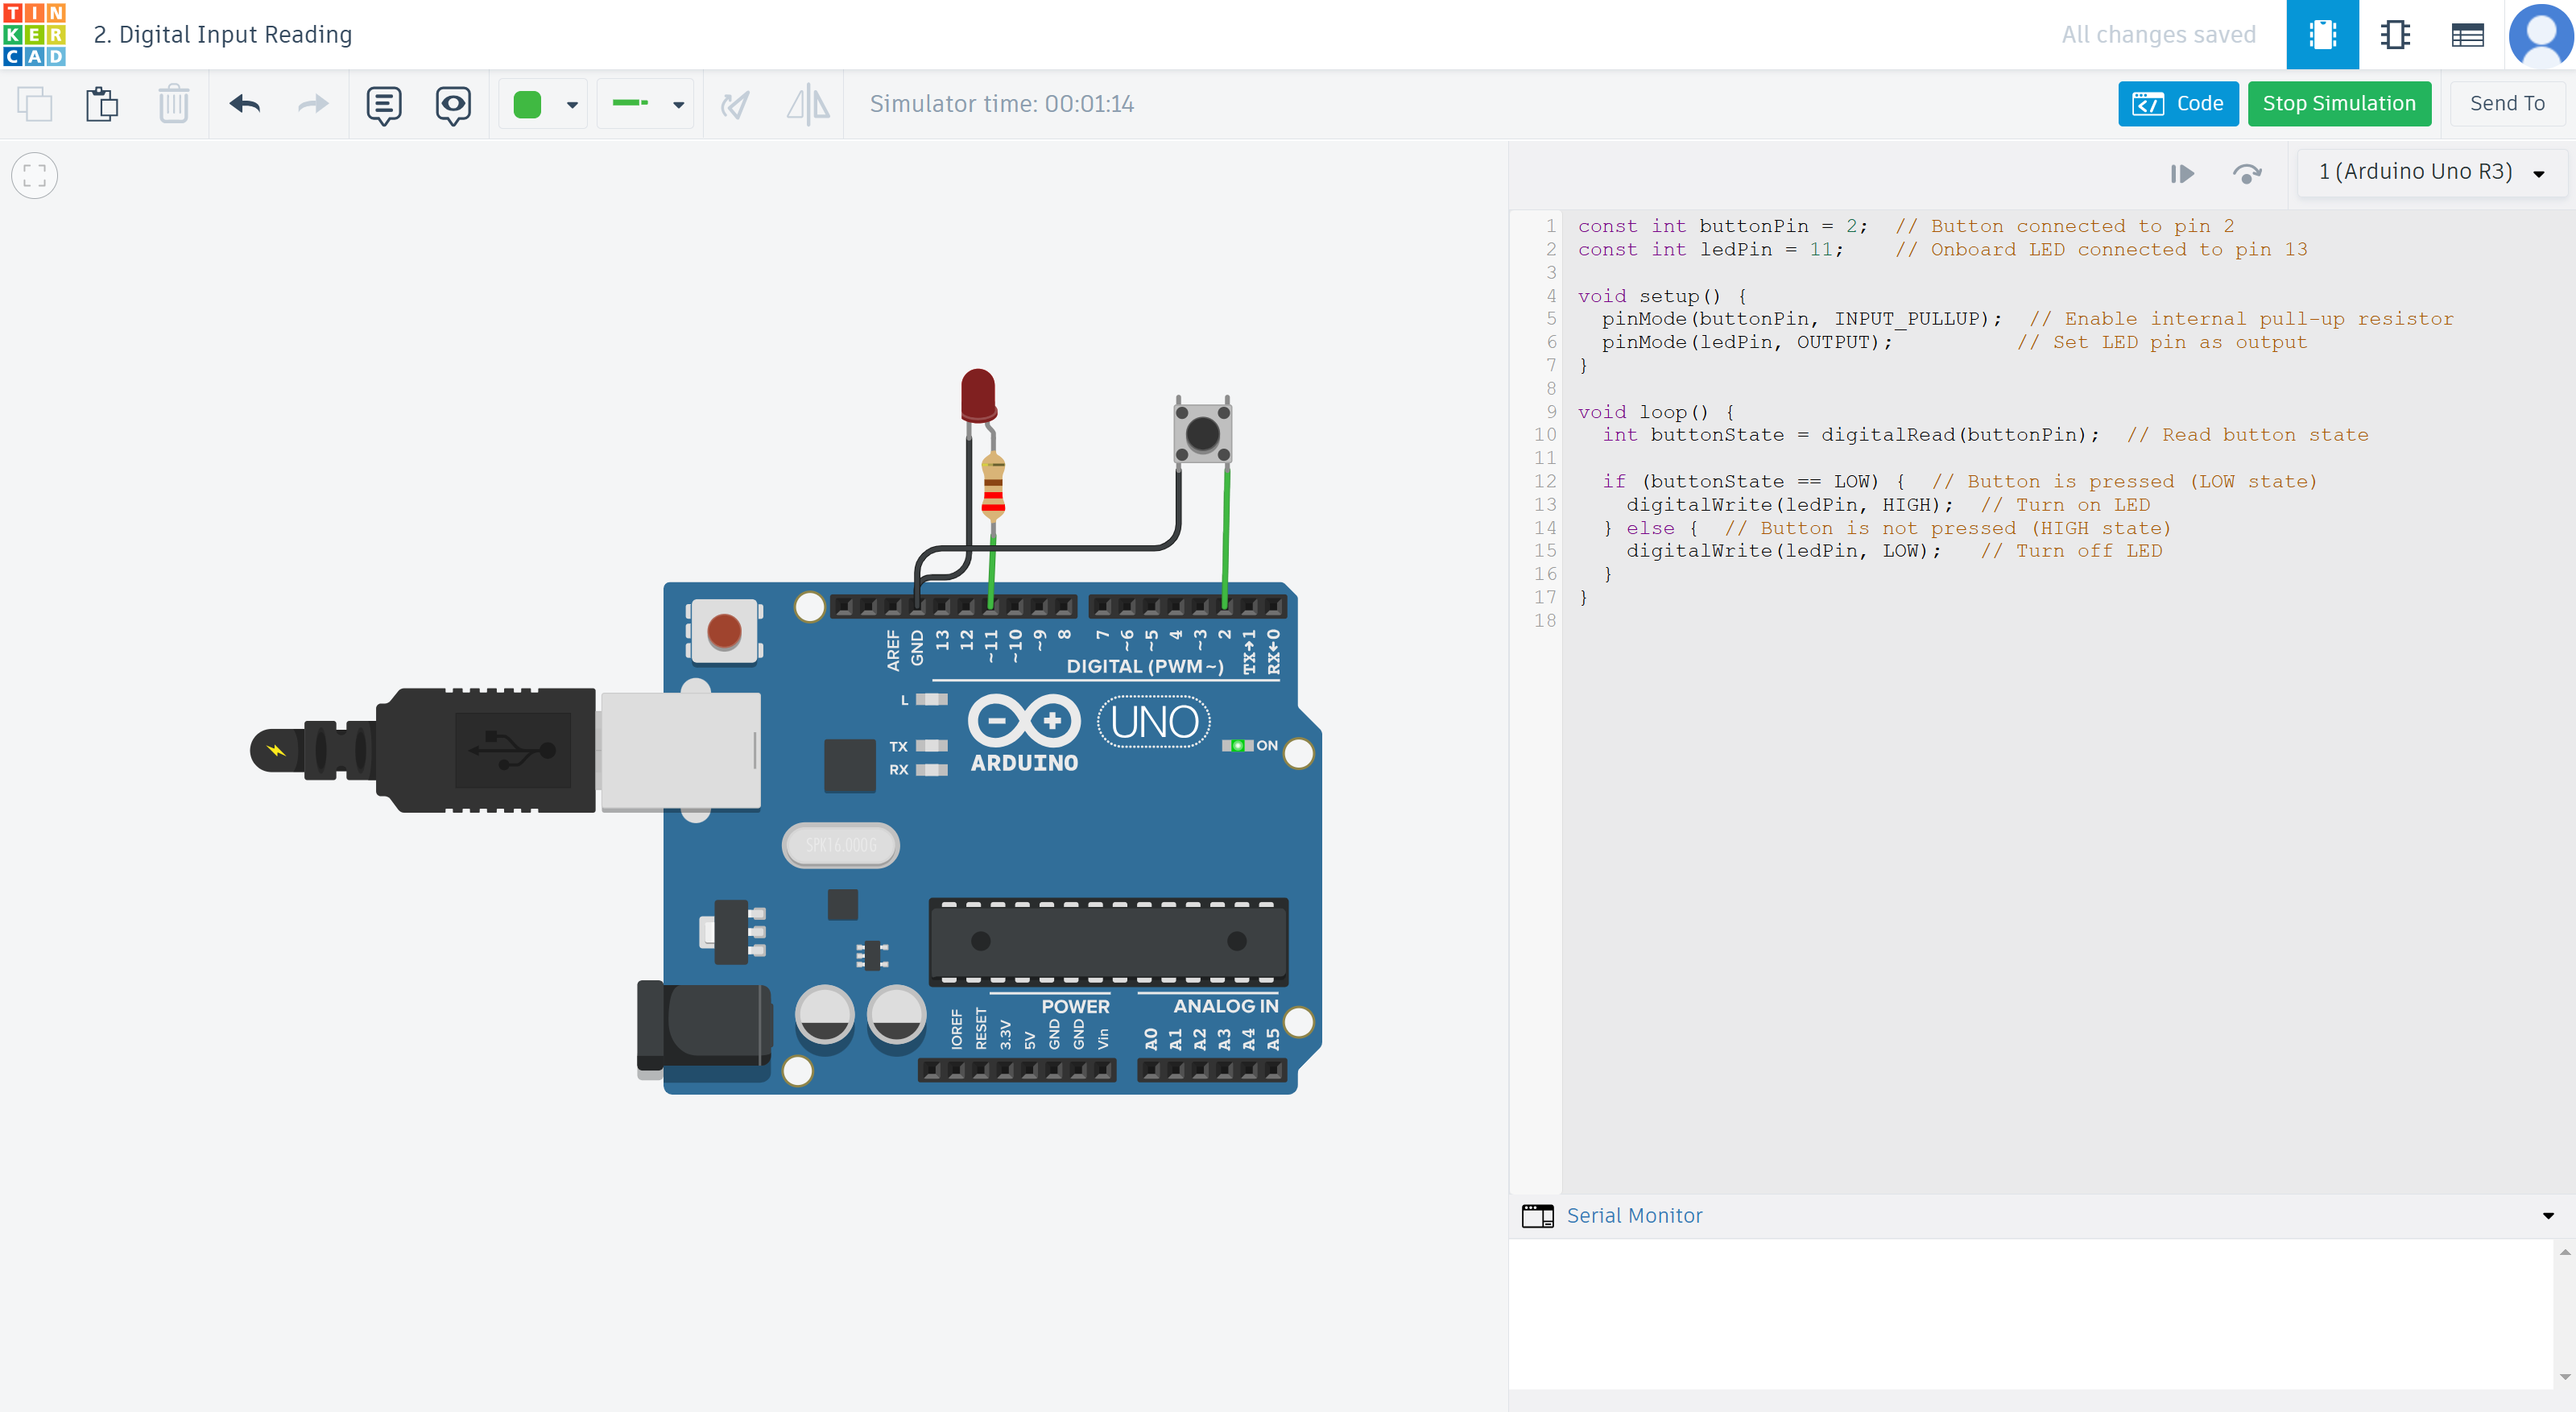 TINKERCAD
2. Digital Input Reading
All changes saved
Simulator time: 00:01:14
Code
Stop Simulation
Send To
1 (Arduino Uno R3)
1 const int buttonPin = 2;  // Button connected to pin 2
2 const int ledPin = 11;    // Onboard LED connected to pin 13
3
4 void setup() {
5   pinMode(buttonPin, INPUT_PULLUP);  // Enable internal pull-up resistor
6   pinMode(ledPin, OUTPUT);          // Set LED pin as output
7 }
8
9 void loop() {
10   int buttonState = digitalRead(buttonPin);  // Read button state
11
12   if (buttonState == LOW) {  // Button is pressed (LOW state)
13     digitalWrite(ledPin, HIGH);  // Turn on LED
14   } else {  // Button is not pressed (HIGH state)
15     digitalWrite(ledPin, LOW);   // Turn off LED
16   }
17 }
18
AREF GND 13 12 ~11 ~10 ~9 8 7 ~6 ~5 4 ~3 2 TX→1 RX←0
DIGITAL (PWM~)
L
TX
RX
ARDUINO
UNO
ON
SPK16.000G
POWER
ANALOG IN
IOREF RESET 3.3V 5V GND GND Vin A0 A1 A2 A3 A4 A5
Serial Monitor